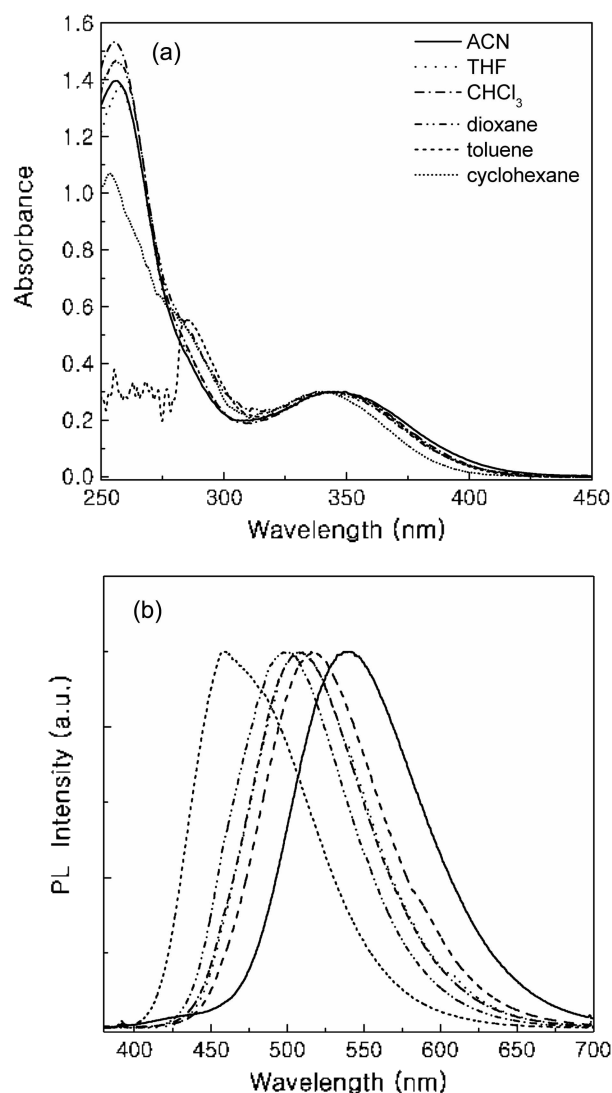 (a)
1.6
1.4
1.2
1.0
0.8
0.6
0.4
0.2
0.0
Absorbance
ACN
THF
CHCl₃
dioxane
toluene
cyclohexane
250 300 350 400 450
Wavelength (nm)
(b)
PL Intensity (a.u.)
400 450 500 550 600 650 700
Wavelength (nm)